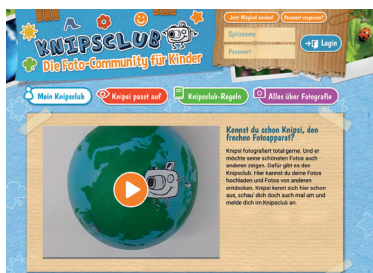 Jetzt Mitglied werden!
Passwort vergessen?
KNIPSCLUB
Spitzname
Die Foto-Community für Kinder
Passwort
Login
Mein Knipsclub
Knipsi passt auf
Knipsclub-Regeln
Alles über Fotografie
Kennst du schon Knipsi, den
frechen Fotoapparat?
Knipsi fotografiert total gerne. Und er
möchte seine schönsten Fotos auch
anderen zeigen. Dafür gibt es den
Knipsclub. Hier kannst du deine Fotos
hochladen und Fotos von anderen
entdecken. Knipsi kennt sich hier schon
aus, schau' dich doch auch mal um und
melde dich im Knipsclub an.